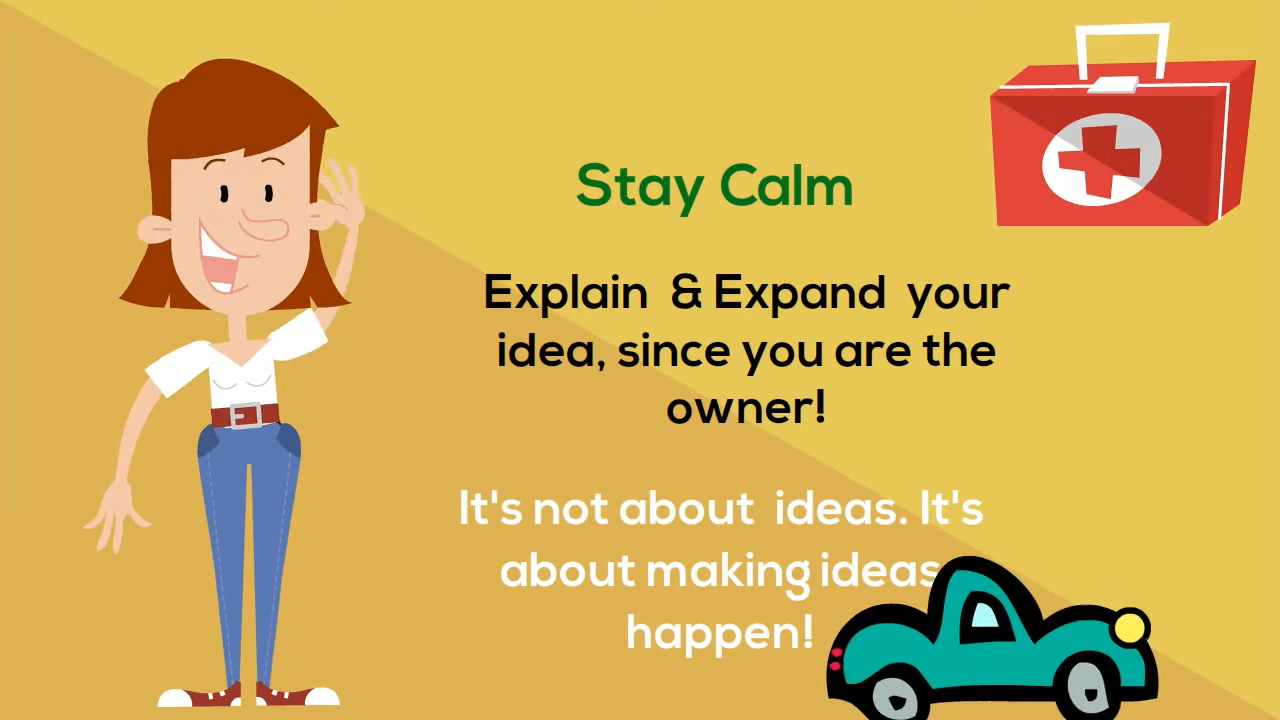 Stay Calm
Explain & Expand your
idea, since you are the
owner!
It's not about ideas. It's
about making ideas
happen!